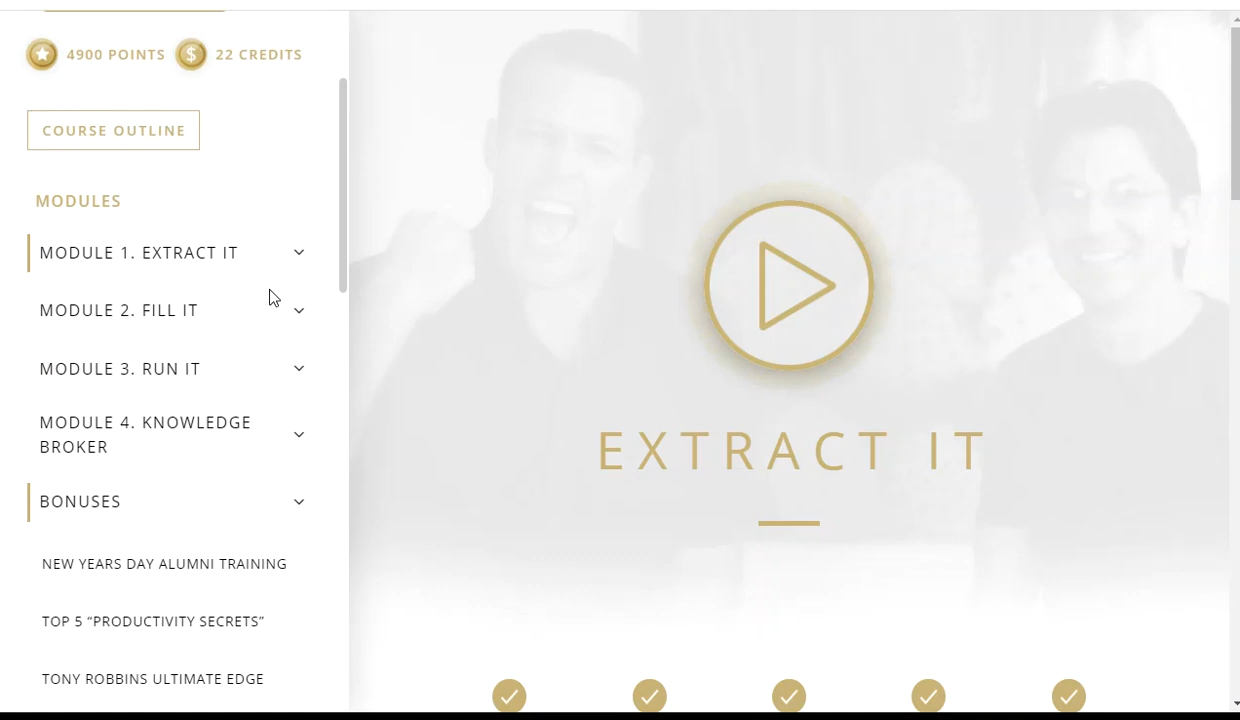 4900 POINTS $ 22 CREDITS
COURSE OUTLINE
MODULES
MODULE 1. EXTRACT IT
MODULE 2. FILL IT
MODULE 3. RUN IT
MODULE 4. KNOWLEDGE
BROKER
BONUSES
NEW YEARS DAY ALUMNI TRAINING
TOP 5 “PRODUCTIVITY SECRETS”
TONY ROBBINS ULTIMATE EDGE
EXTRACT IT